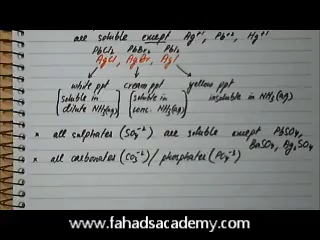 are soluble except Ag⁺¹, Pb⁺², Hg⁺¹
PbCl₂ PbBr₂ PbI₂
AgCl, AgBr, AgI
white ppt cream ppt yellow ppt
[soluble in dilute NH₃(aq)] [soluble in conc. NH₃(aq)] insoluble in NH₃(aq)
* all sulphates (SO₄⁻²) are soluble except PbSO₄,
BaSO₄, Ag₂SO₄
* all carbonates (CO₃⁻²) / phosphates (PO₄⁻³)
www.fahadsacademy.com